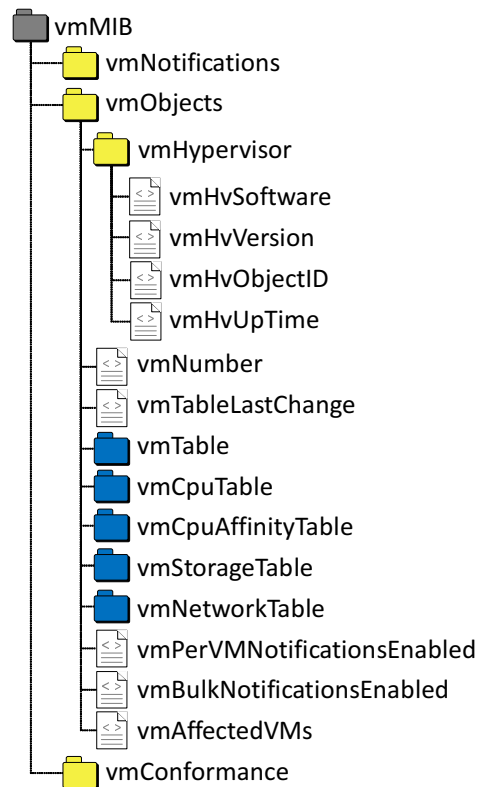 vmMIB
vmNotifications
vmObjects
vmHypervisor
vmHvSoftware
vmHvVersion
vmHvObjectID
vmHvUpTime
vmNumber
vmTableLastChange
vmTable
vmCpuTable
vmCpuAffinityTable
vmStorageTable
vmNetworkTable
vmPerVMNotificationsEnabled
vmBulkNotificationsEnabled
vmAffectedVMs
vmConformance